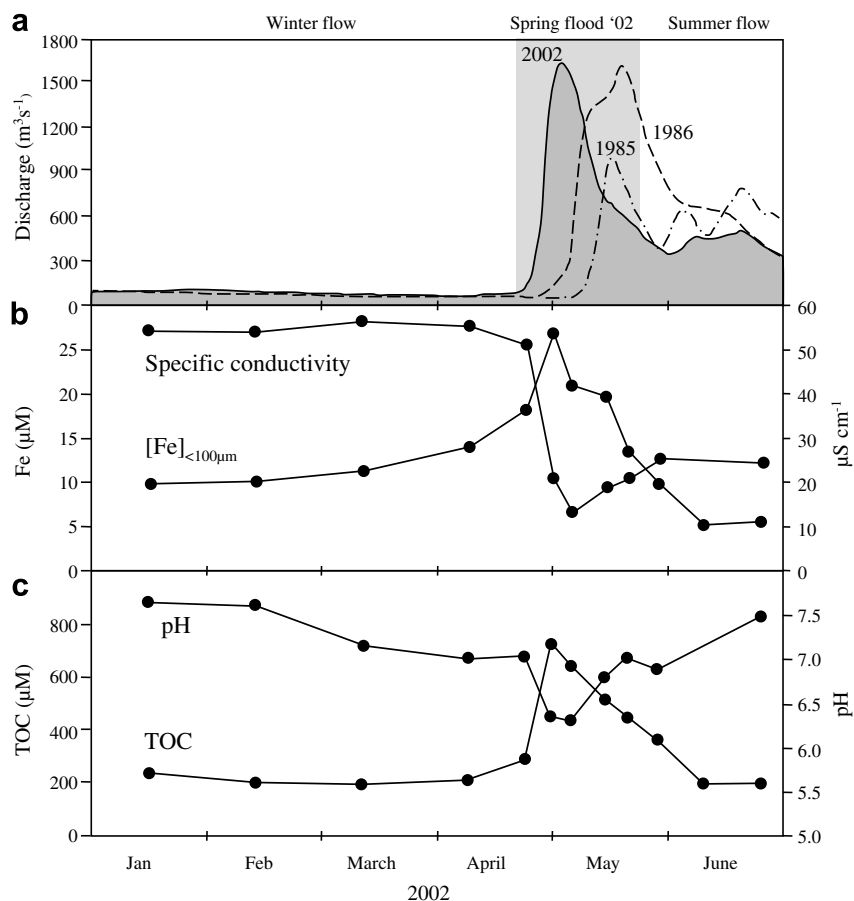 a
Winter flow Spring flood ‘02 Summer flow
1800
1500
1200
900
600
300
0
Discharge (m³s⁻¹)
2002
1985
1986
b
25
20
15
10
5
0
Fe (µM)
Specific conductivity
[Fe]<100µm
60
50
40
30
20
10
0
µS cm⁻¹
c
800
600
400
200
0
TOC (µM)
pH
TOC
7.5
7.0
6.5
6.0
5.5
5.0
pH
Jan Feb March April May June
2002